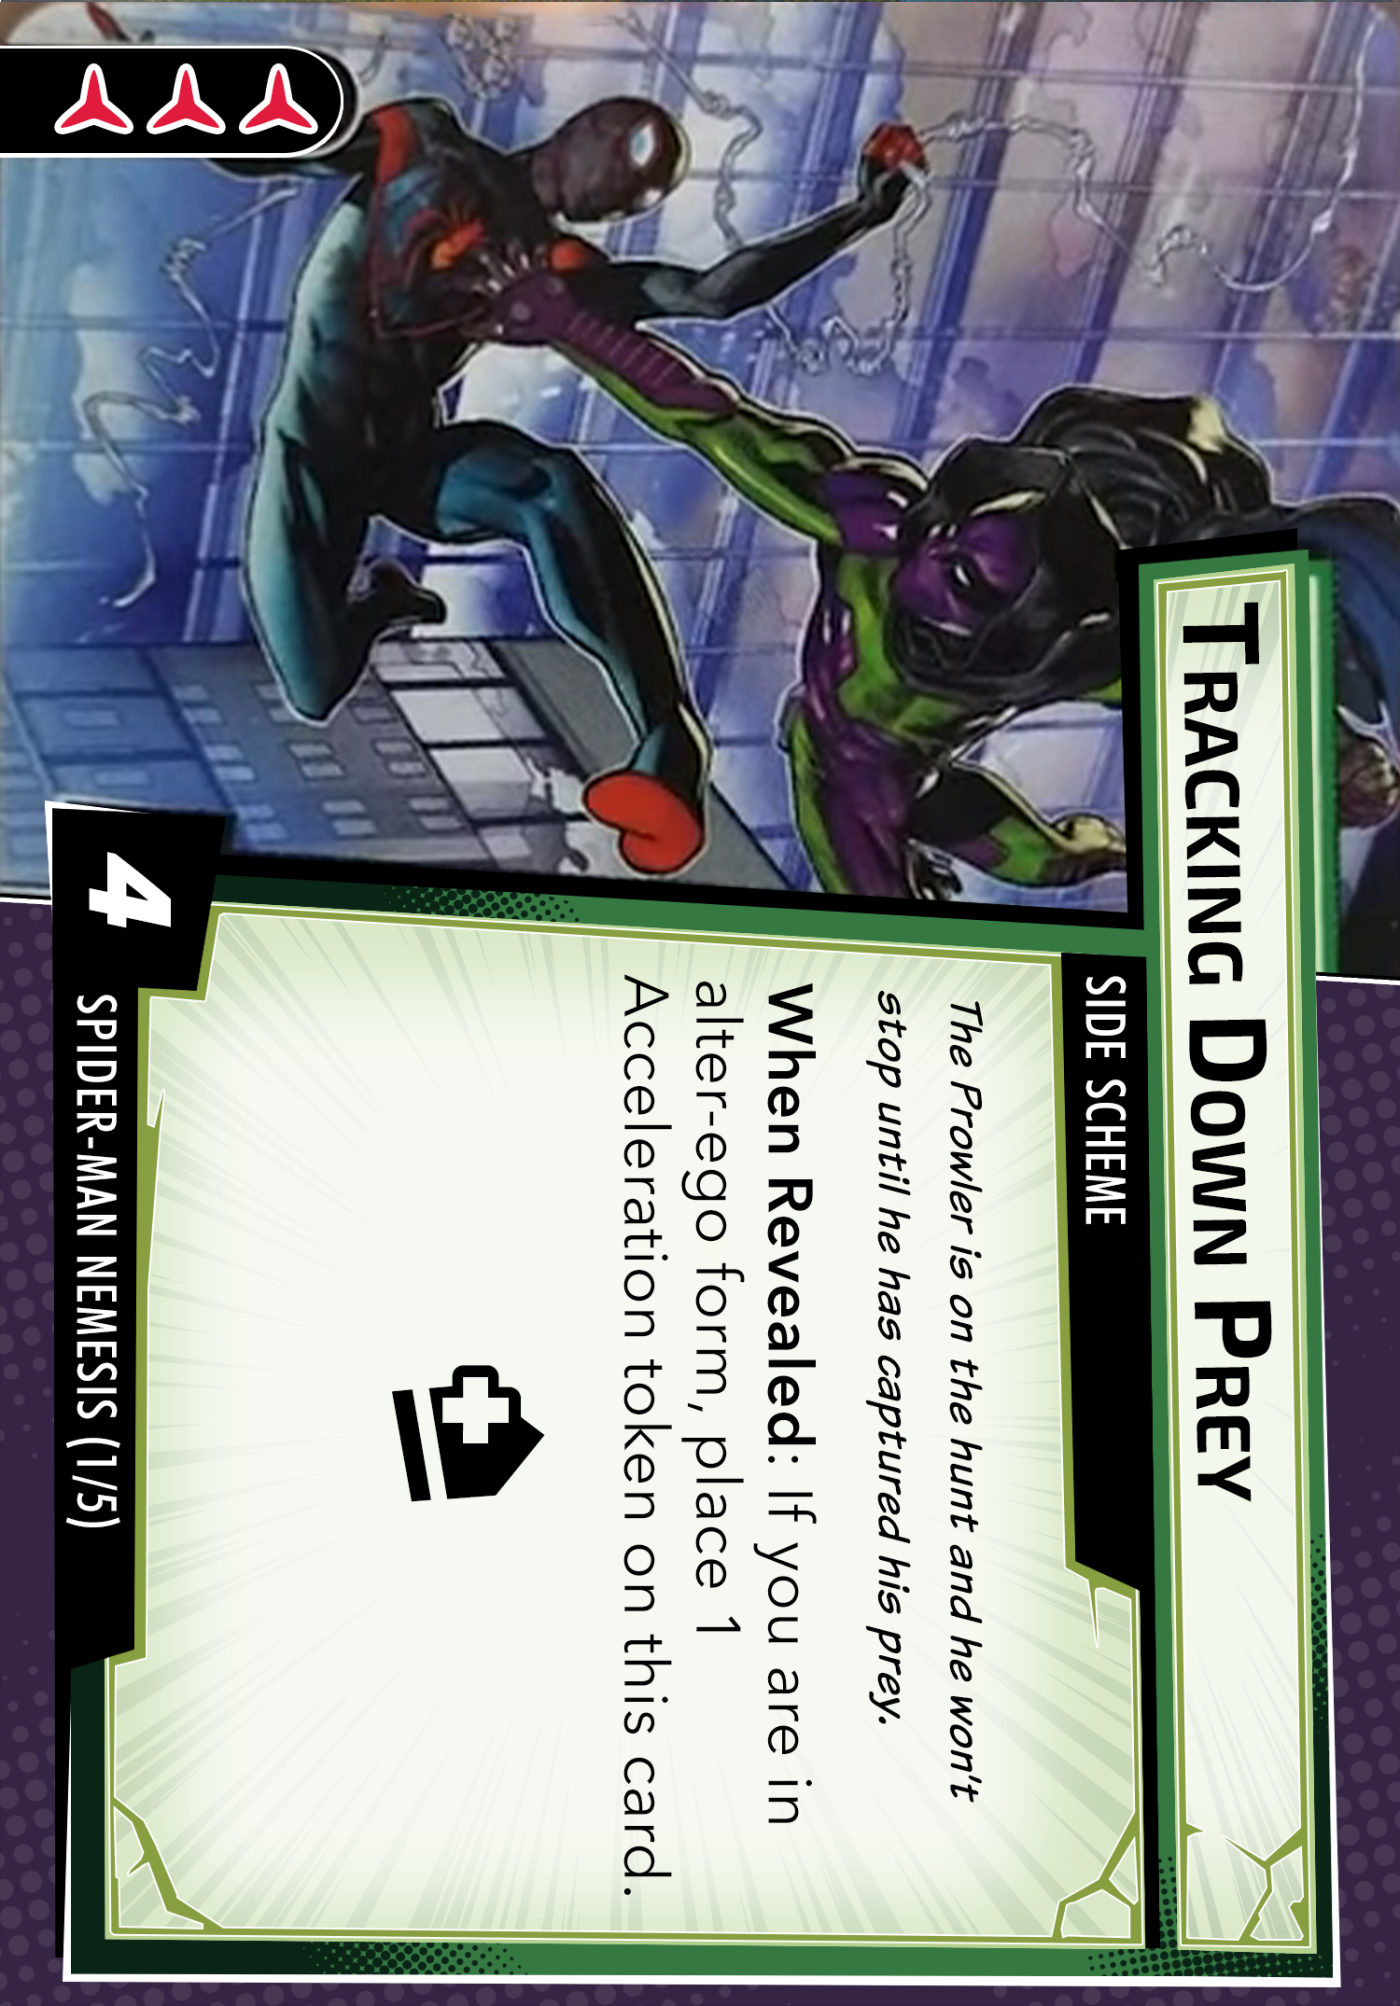 TRACKING DOWN PREY
SIDE SCHEME
The Prowler is on the hunt and he won't
stop until he has captured his prey.
When Revealed: If you are in
alter-ego form, place 1
Acceleration token on this card.
4
SPIDER-MAN NEMESIS (1/5)